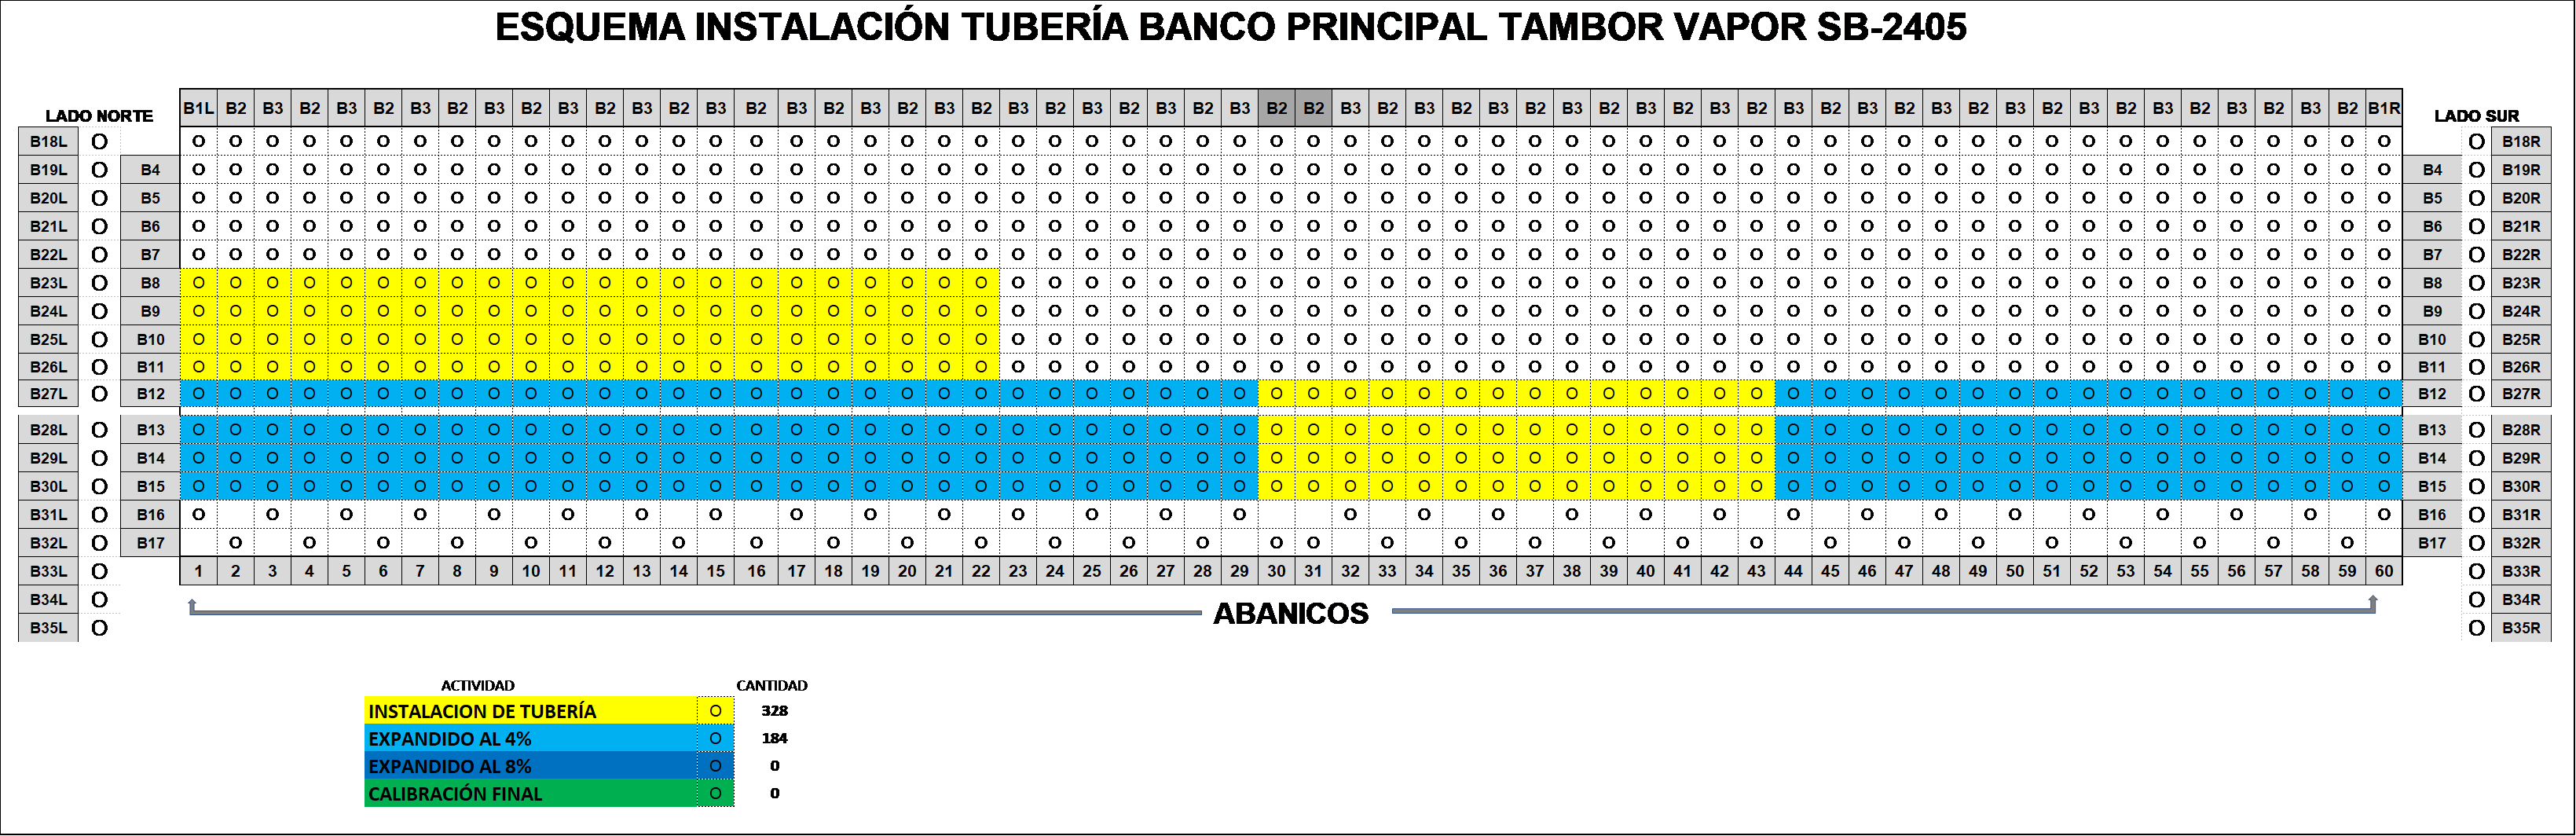 ESQUEMA INSTALACIÓN TUBERÍA BANCO PRINCIPAL TAMBOR VAPOR SB-2405
LADO NORTE B1L B2 B3 B2 B3 B2 B3 B2 B3 B2 B3 B2 B3 B2 B3 B2 B3 B2 B3 B2 B3 B2 B3 B2 B3 B2 B3 B2 B3 B2 B2 B3 B2 B3 B2 B3 B2 B3 B2 B3 B2 B3 B2 B3 B2 B3 B2 B3 B2 B3 B2 B3 B2 B3 B2 B3 B2 B3 B2 B1R LADO SUR
B18L O O O O O O O O O O O O O O O O O O O O O O O O O O O O O O O O O O O O O O O O O O O O O O O O O O O O O O O O O O O O O O B18R
B19L O B4 O O O O O O O O O O O O O O O O O O O O O O O O O O O O O O O O O O O O O O O O O O O O O O O O O O O O O O O O O O O O B4 O B19R
B20L O B5 O O O O O O O O O O O O O O O O O O O O O O O O O O O O O O O O O O O O O O O O O O O O O O O O O O O O O O O O O O O O B5 O B20R
B21L O B6 O O O O O O O O O O O O O O O O O O O O O O O O O O O O O O O O O O O O O O O O O O O O O O O O O O O O O O O O O O O O B6 O B21R
B22L O B7 O O O O O O O O O O O O O O O O O O O O O O O O O O O O O O O O O O O O O O O O O O O O O O O O O O O O O O O O O O O O B7 O B22R
B23L O B8 O O O O O O O O O O O O O O O O O O O O O O O O O O O O O O O O O O O O O O O O O O O O O O O O O O O O O O O O O O O O B8 O B23R
B24L O B9 O O O O O O O O O O O O O O O O O O O O O O O O O O O O O O O O O O O O O O O O O O O O O O O O O O O O O O O O O O O O B9 O B24R
B25L O B10 O O O O O O O O O O O O O O O O O O O O O O O O O O O O O O O O O O O O O O O O O O O O O O O O O O O O O O O O O O O O B10 O B25R
B26L O B11 O O O O O O O O O O O O O O O O O O O O O O O O O O O O O O O O O O O O O O O O O O O O O O O O O O O O O O O O O O O O B11 O B26R
B27L O B12 O O O O O O O O O O O O O O O O O O O O O O O O O O O O O O O O O O O O O O O O O O O O O O O O O O O O O O O O O O O O B12 O B27R
B28L O B13 O O O O O O O O O O O O O O O O O O O O O O O O O O O O O O O O O O O O O O O O O O O O O O O O O O O O O O O O O O O O B13 O B28R
B29L O B14 O O O O O O O O O O O O O O O O O O O O O O O O O O O O O O O O O O O O O O O O O O O O O O O O O O O O O O O O O O O O B14 O B29R
B30L O B15 O O O O O O O O O O O O O O O O O O O O O O O O O O O O O O O O O O O O O O O O O O O O O O O O O O O O O O O O O O O O B15 O B30R
B31L O B16 O O O O O O O O O O O O O O O O O O O O O O O O O O O O O O B16 O B31R
B32L O B17 O O O O O O O O O O O O O O O O O O O O O O O O O O O O O O B17 O B32R
B33L O 1 2 3 4 5 6 7 8 9 10 11 12 13 14 15 16 17 18 19 20 21 22 23 24 25 26 27 28 29 30 31 32 33 34 35 36 37 38 39 40 41 42 43 44 45 46 47 48 49 50 51 52 53 54 55 56 57 58 59 60 O B33R
B34L O ABANICOS O B34R
B35L O O B35R
ACTIVIDAD CANTIDAD
INSTALACION DE TUBERÍA O 328
EXPANDIDO AL 4% O 184
EXPANDIDO AL 8% O 0
CALIBRACIÓN FINAL O 0